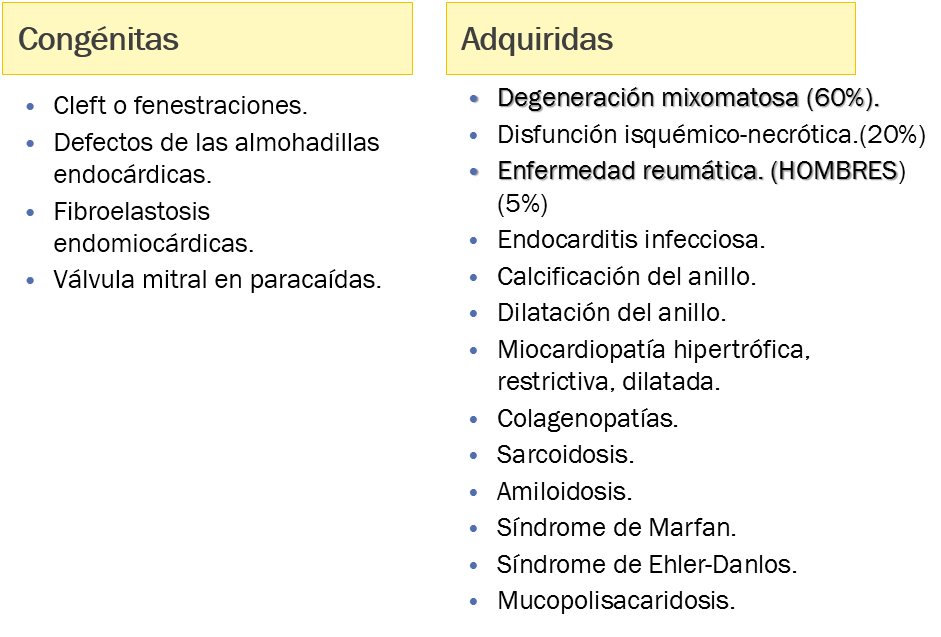 Congénitas
• Cleft o fenestraciones.
• Defectos de las almohadillas
endocárdicas.
• Fibroelastosis
endomiocárdicas.
• Válvula mitral en paracaídas.
Adquiridas
• Degeneración mixomatosa (60%).
• Disfunción isquémico-necrótica.(20%)
• Enfermedad reumática. (HOMBRES)
(5%)
• Endocarditis infecciosa.
• Calcificación del anillo.
• Dilatación del anillo.
• Miocardiopatía hipertrófica,
restrictiva, dilatada.
• Colagenopatías.
• Sarcoidosis.
• Amiloidosis.
• Síndrome de Marfan.
• Síndrome de Ehler-Danlos.
• Mucopolisacaridosis.